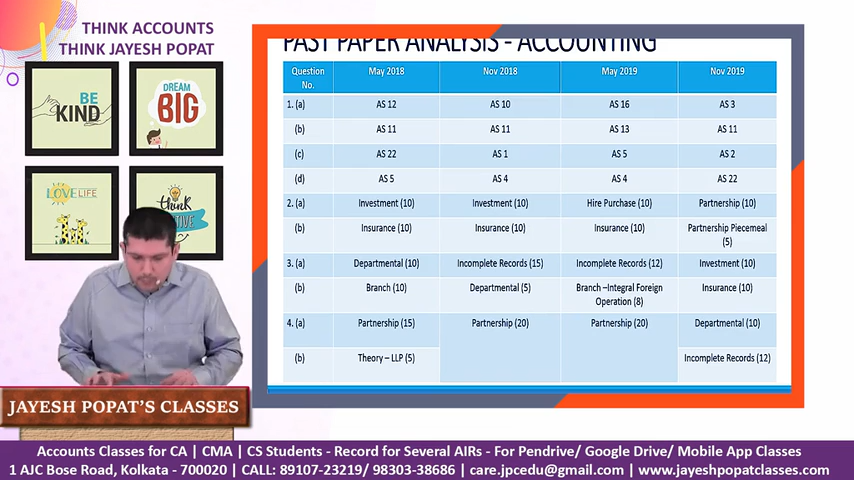 THINK ACCOUNTS
THINK JAYESH POPAT
BE
KIND
DREAM
BIG
LOVE LIFE
think
PAST PAPER ANALYSIS - ACCOUNTING
Question No. May 2018 Nov 2018 May 2019 Nov 2019
1. (a) AS 12 AS 10 AS 16 AS 3
(b) AS 11 AS 11 AS 13 AS 11
(c) AS 22 AS 1 AS 5 AS 2
(d) AS 5 AS 4 AS 4 AS 22
2. (a) Investment (10) Investment (10) Hire Purchase (10) Partnership (10)
(b) Insurance (10) Insurance (10) Insurance (10) Partnership Piecemeal (5)
3. (a) Departmental (10) Incomplete Records (15) Incomplete Records (12) Investment (10)
(b) Branch (10) Departmental (5) Branch –Integral Foreign Operation (8) Insurance (10)
4. (a) Partnership (15) Partnership (20) Partnership (20) Departmental (10)
(b) Theory – LLP (5) Incomplete Records (12)
JAYESH POPAT'S CLASSES
Accounts Classes for CA | CMA | CS Students - Record for Several AIRs - For Pendrive/ Google Drive/ Mobile App Classes
1 AJC Bose Road, Kolkata - 700020 | CALL: 89107-23219/ 98303-38686 | care.jpcedu@gmail.com | www.jayeshpopatclasses.com